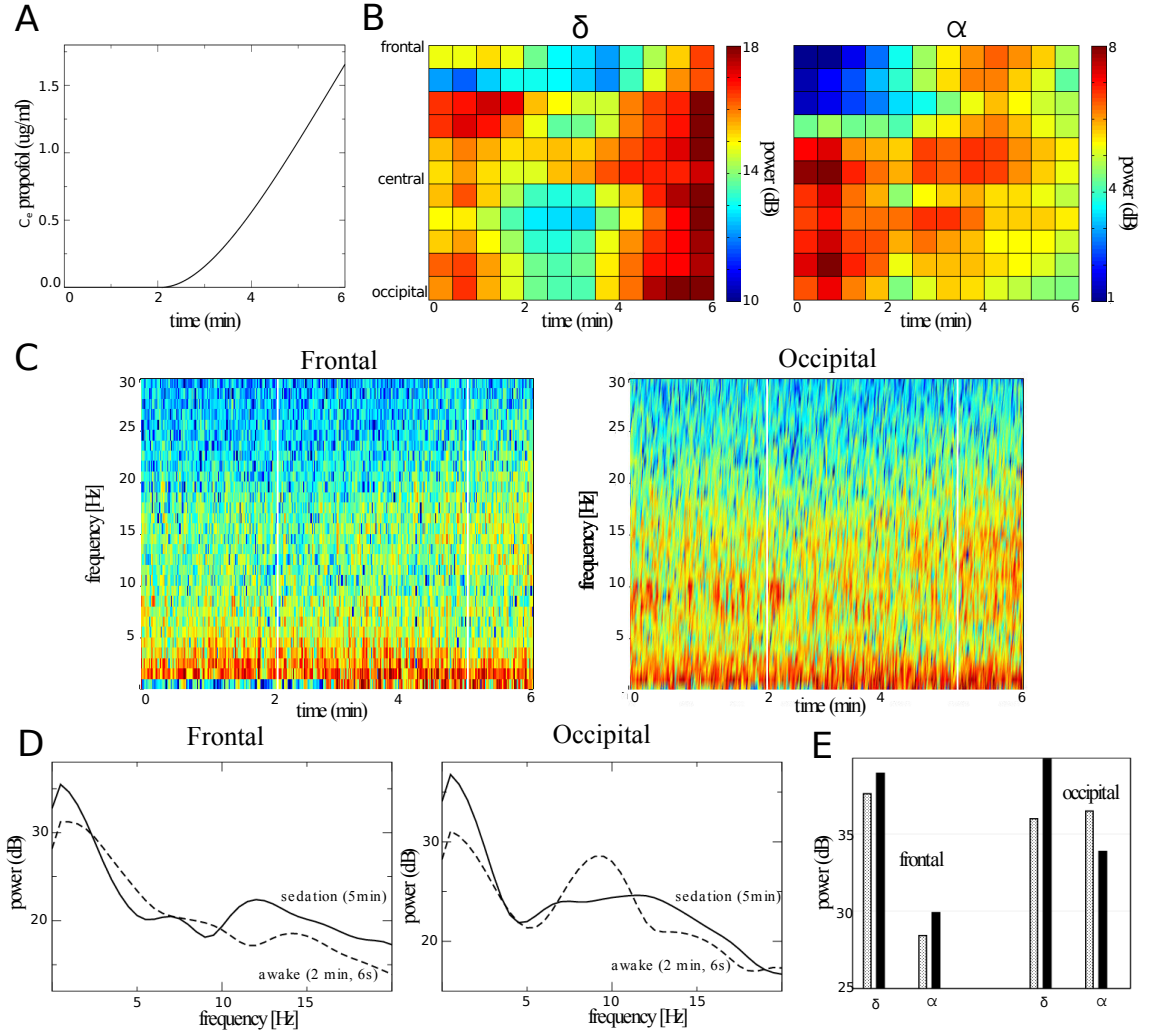 A
B
δ
α
c_e propofol (ug/ml)
1.5
1.0
0.5
0.0
0
2
4
6
time (min)
frontal
central
occipital
0
2
4
6
time (min)
18
14
10
power (dB)
0
2
4
6
time (min)
8
4
1
power (dB)
C
Frontal
Occipital
frequency [Hz]
30
25
20
15
10
5
0
2
4
6
time (min)
frequency [Hz]
30
25
20
15
10
5
0
2
4
6
time (min)
D
Frontal
Occipital
E
power (dB)
30
20
sedation (5min)
awake (2 min, 6s)
5
10
15
frequency [Hz]
power (dB)
30
20
sedation (5min)
awake (2 min, 6s)
5
10
15
frequency [Hz]
power (dB)
35
30
25
frontal
occipital
δ
α
δ
α